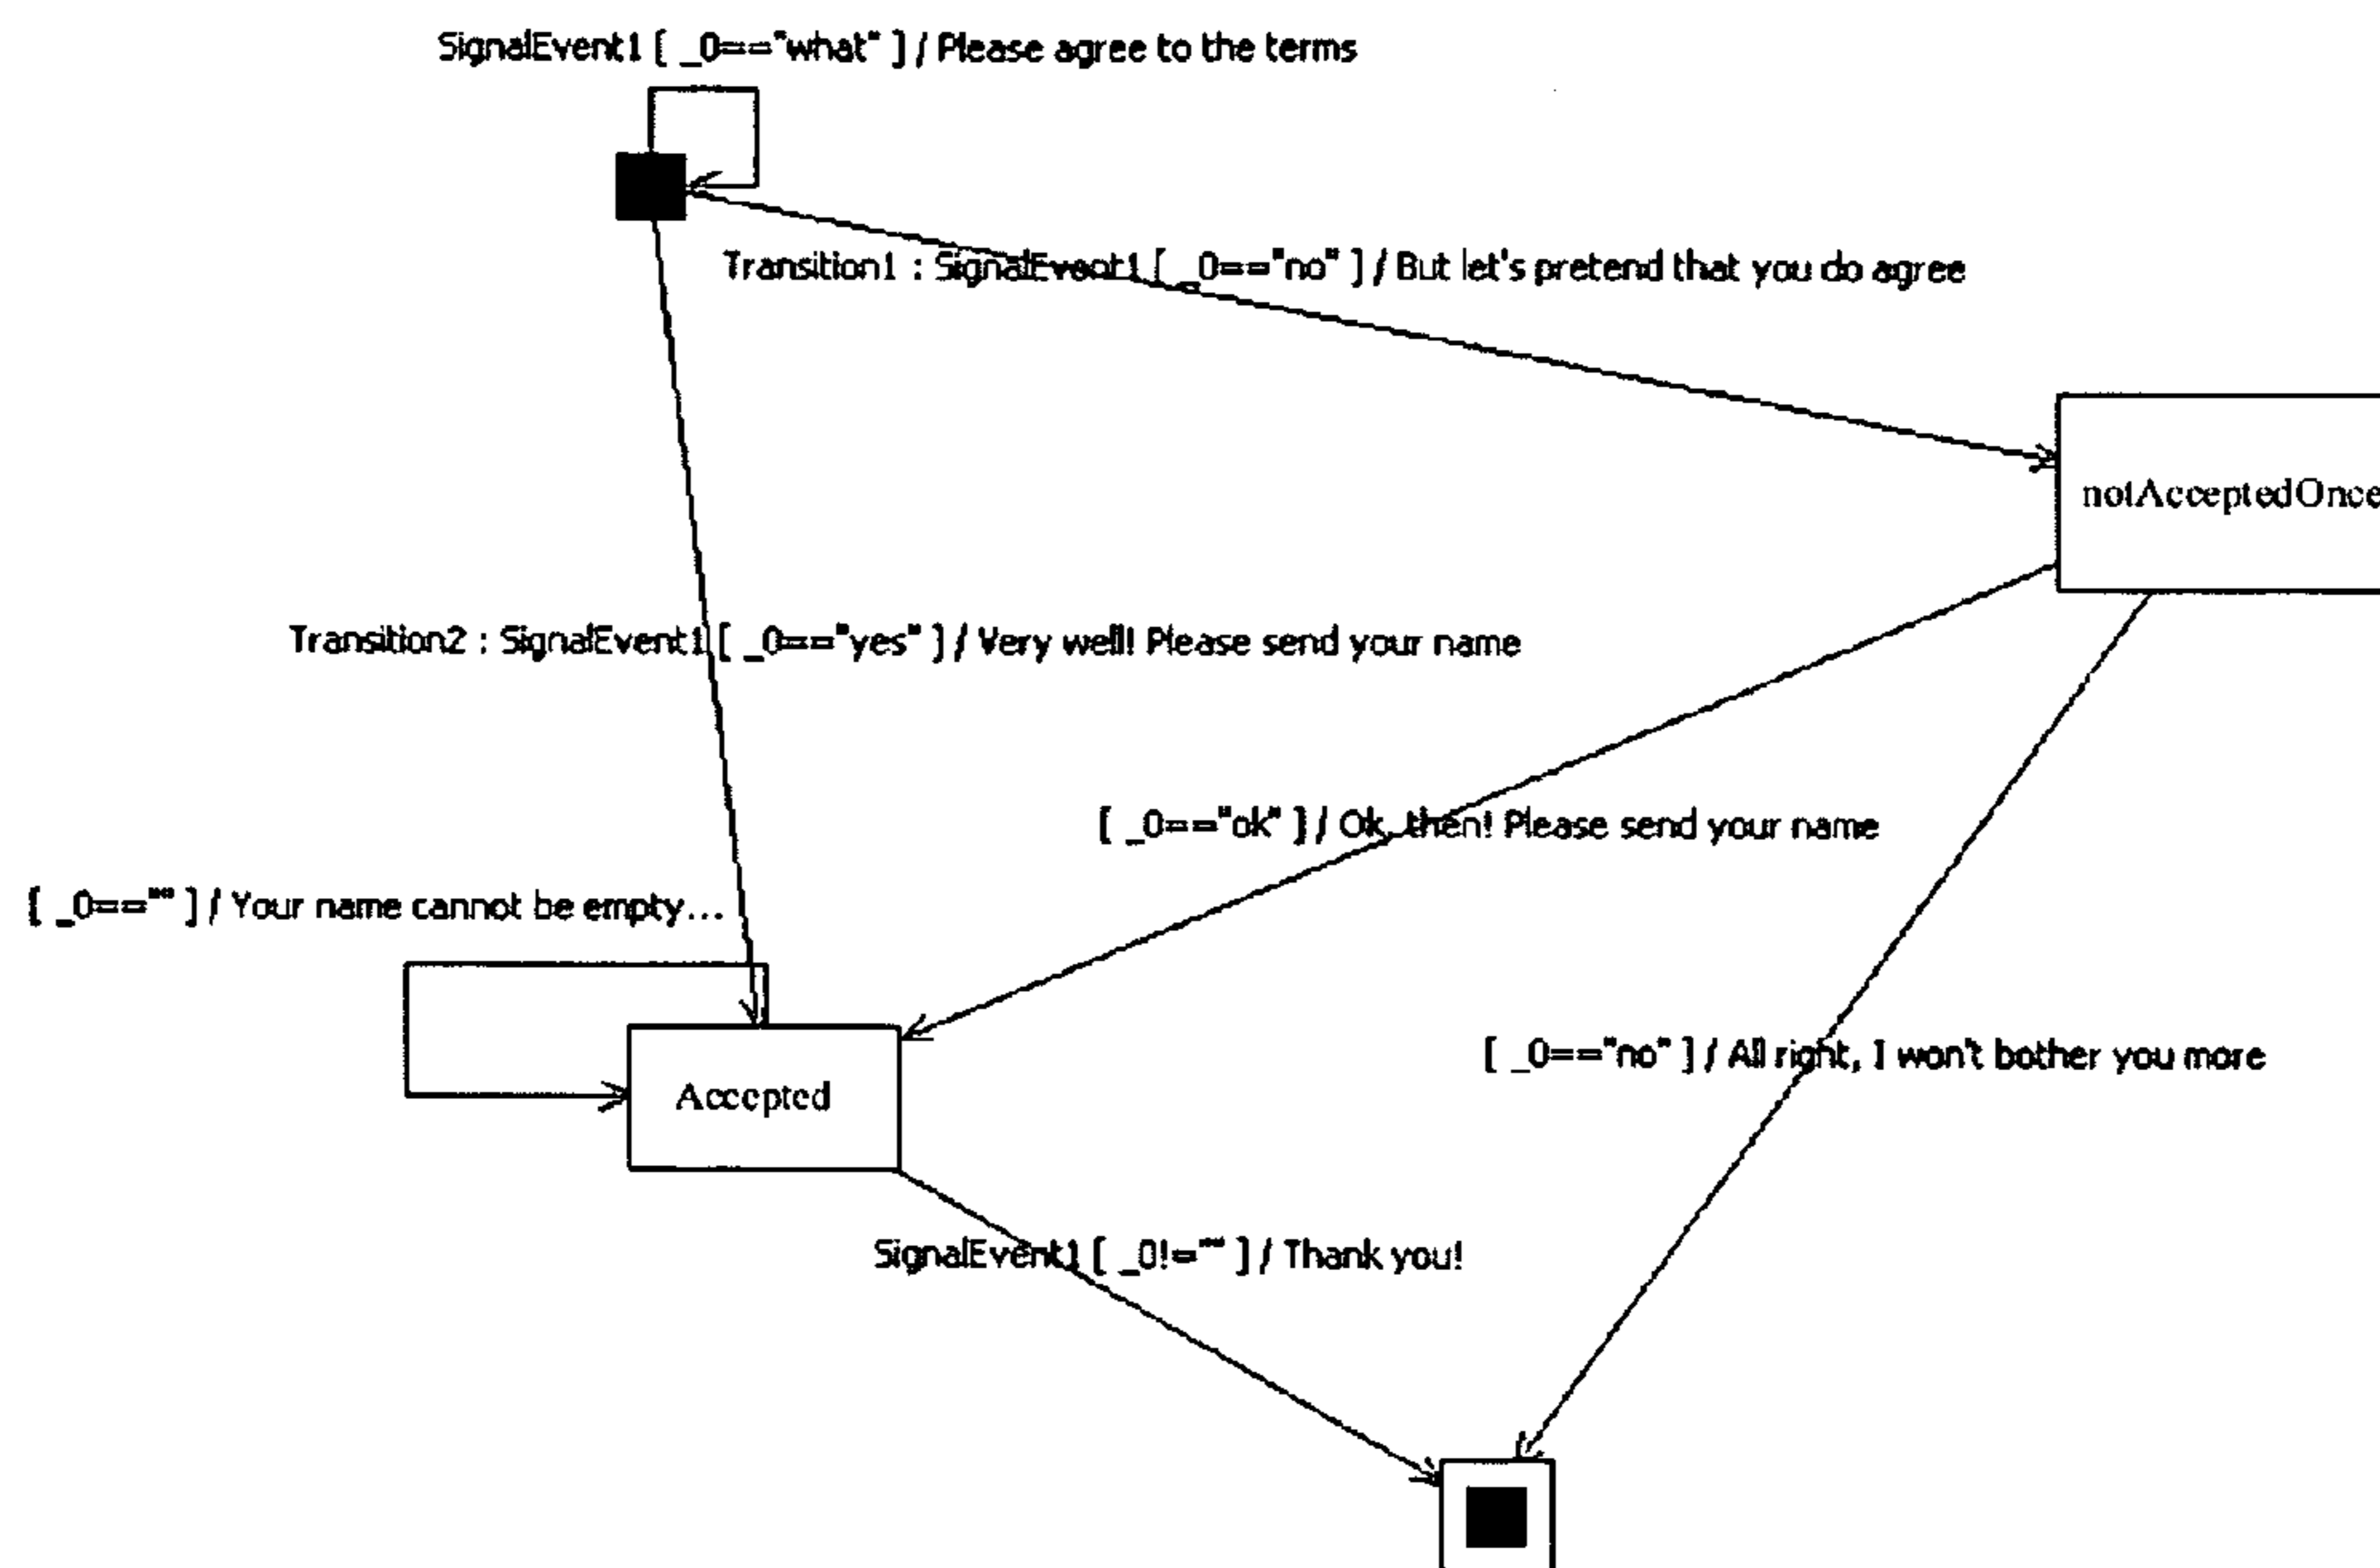 SignalEvent1 [ _0=="what" ] / Please agree to the terms
Transition1 : SignalEvent1 [ _0=="no" ] / But let's pretend that you do agree
notAcceptedOnce
Transition2 : SignalEvent1 [ _0=="yes" ] / Very well! Please send your name
[ _0=="ok" ] / Ok, then! Please send your name
[ _0=="" ] / Your name cannot be empty...
[ _0=="no" ] / All right, I won't bother you more
Accepted
SignalEvent1 [ _0!="" ] / Thank you!